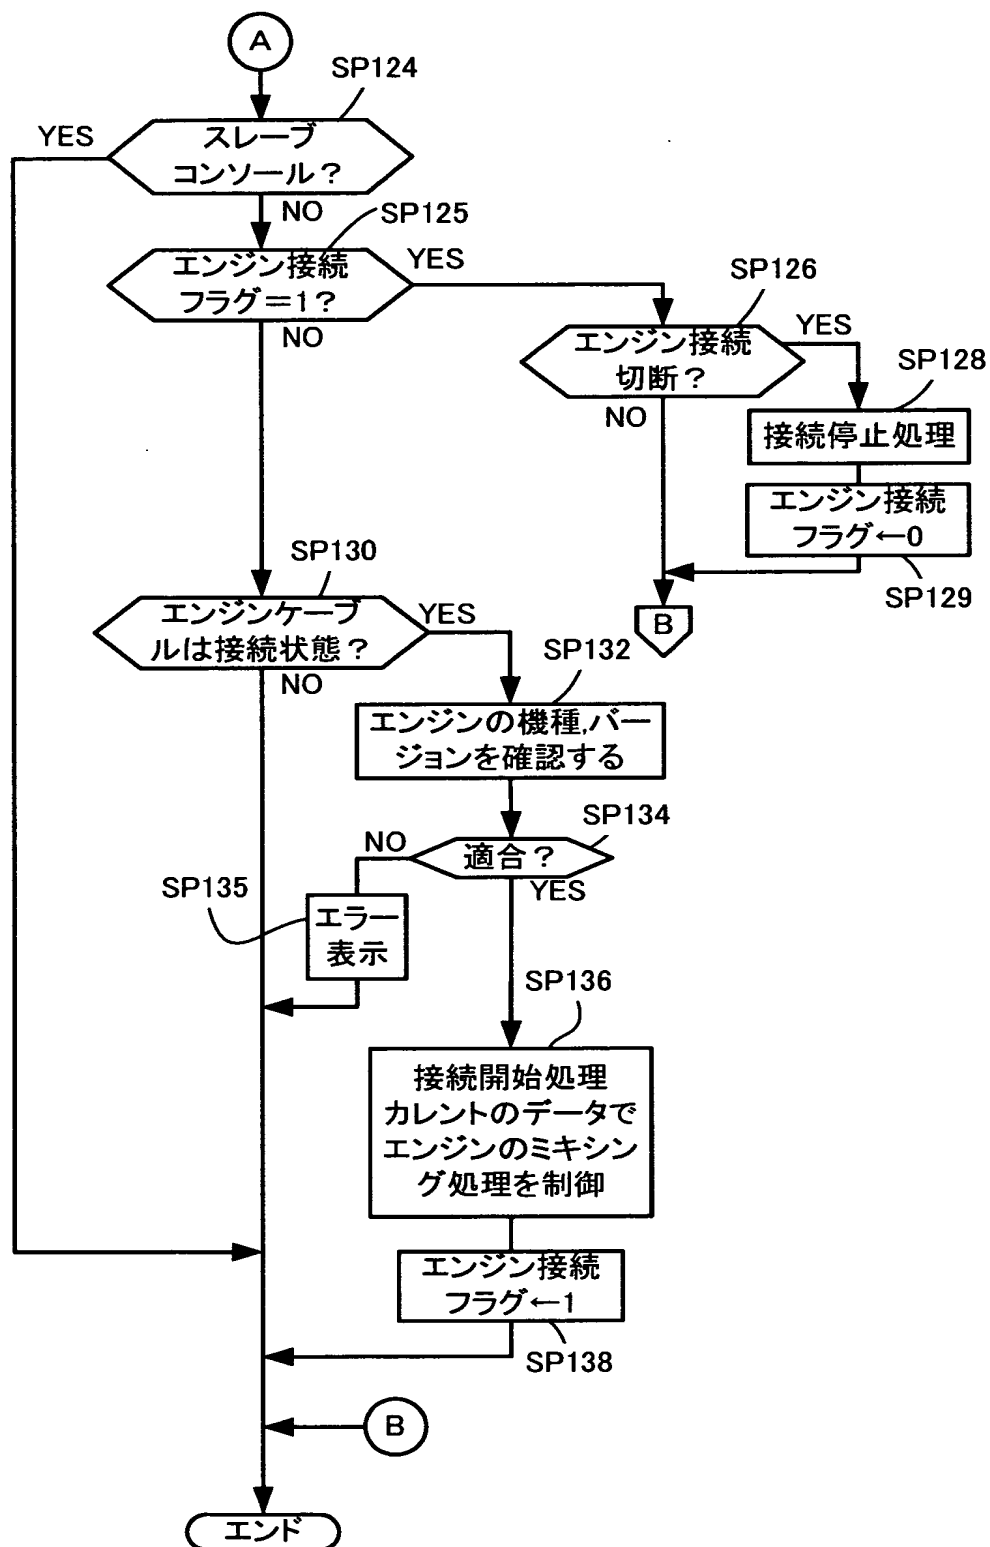 A
SP124
YES
スレーブ
コンソール?
NO
SP125
エンジン接続
フラグ=1?
YES
NO
SP126
エンジン接続
切断?
YES
NO
SP128
接続停止処理
エンジン接続
フラグ←0
SP129
B
SP130
エンジンケーブ
ルは接続状態?
YES
NO
SP132
エンジンの機種,バー
ジョンを確認する
SP134
適合?
NO
YES
SP135
エラー
表示
SP136
接続開始処理
カレントのデータで
エンジンのミキシン
グ処理を制御
エンジン接続
フラグ←1
SP138
B
エンド